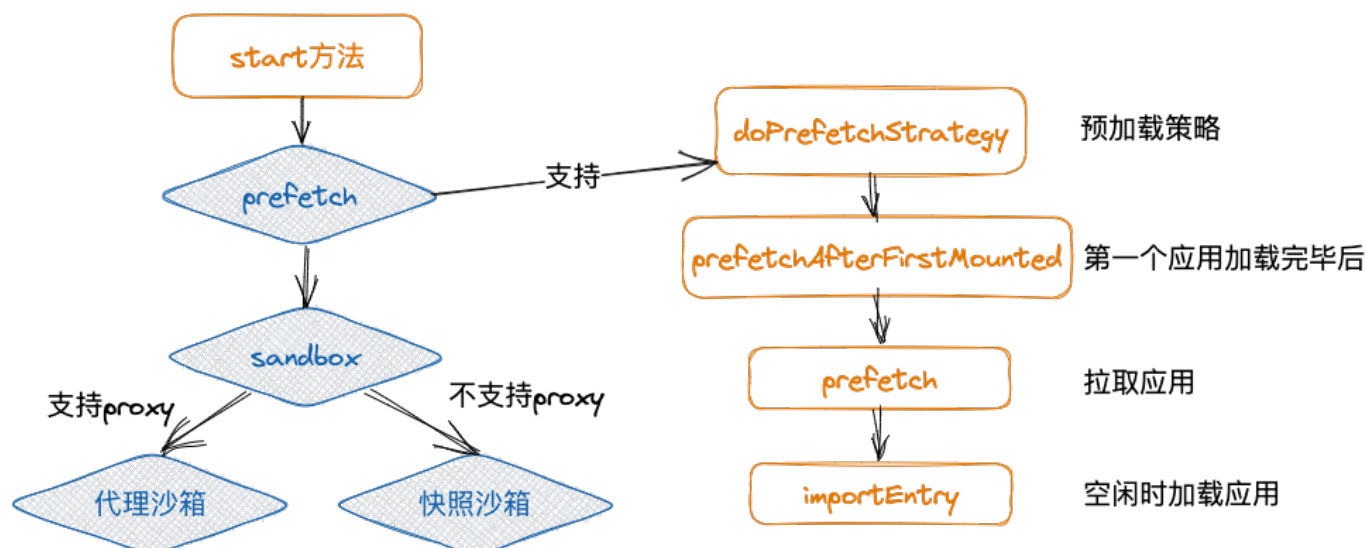 start方法
doPrefetchStrategy
预加载策略
prefetch
支持
prefetchAfterFirstMounted
第一个应用加载完毕后
sandbox
prefetch
拉取应用
支持proxy
不支持proxy
代理沙箱
快照沙箱
importEntry
空闲时加载应用